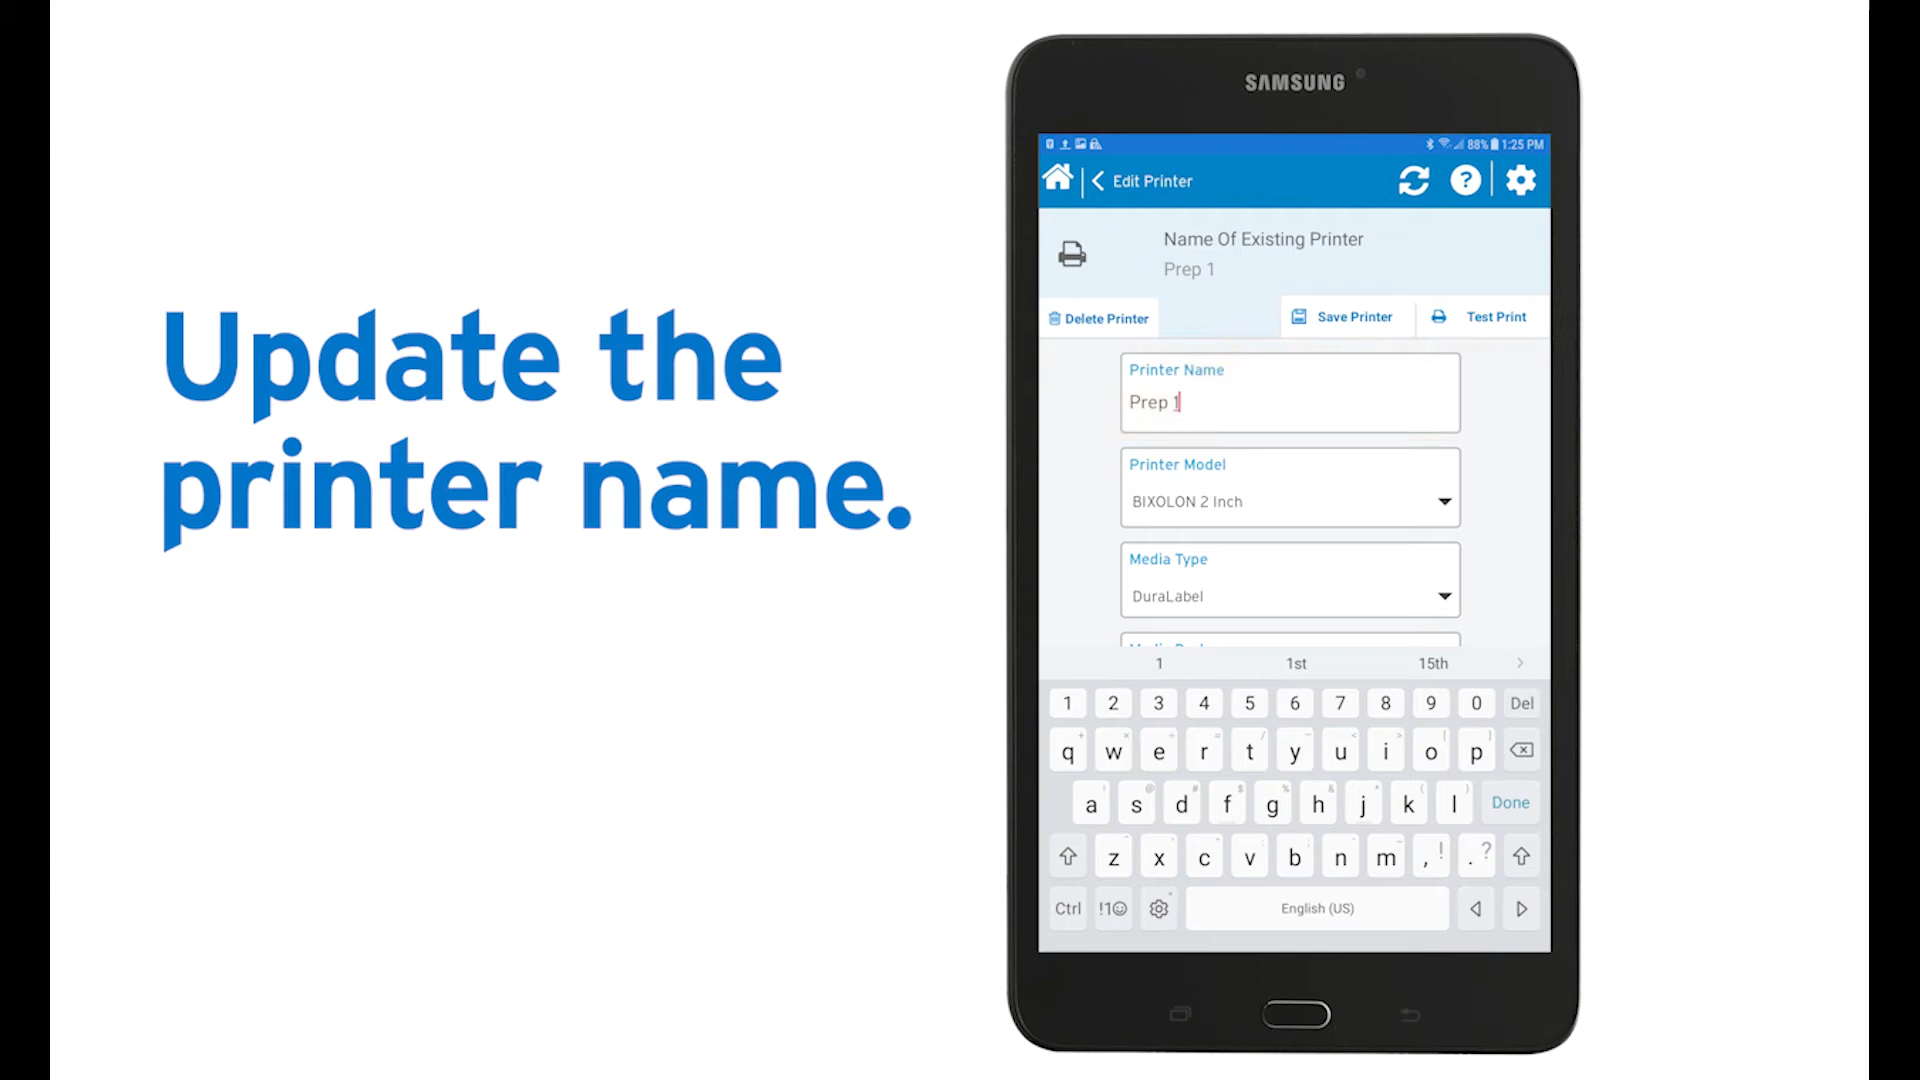 Update the
printer name.
SAMSUNG
88% 1:25 PM
Edit Printer
Name Of Existing Printer
Prep 1
Delete Printer
Save Printer
Test Print
Printer Name
Prep 1
Printer Model
BIXOLON 2 Inch
Media Type
DuraLabel
1 1st 15th
1 2 3 4 5 6 7 8 9 0 Del
q w e r t y u i o p
a s d f g h j k l Done
z x c v b n m , ! . ?
Ctrl !1☺ English (US)